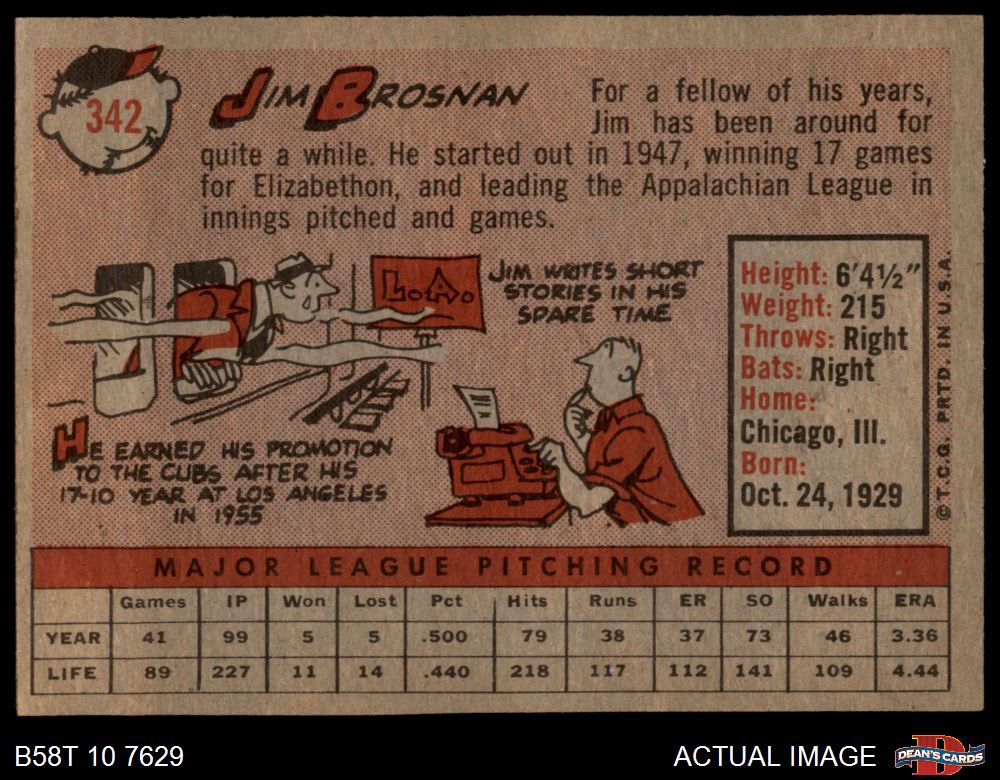 342
JIM BROSNAN
For a fellow of his years,
Jim has been around for
quite a while. He started out in 1947, winning 17 games
for Elizabethon, and leading the Appalachian League in
innings pitched and games.
L.A.
JIM WRITES SHORT
STORIES IN HIS
SPARE TIME
HE EARNED HIS PROMOTION
TO THE CUBS AFTER HIS
17-10 YEAR AT LOS ANGELES
IN 1955
Height: 6'4½"
Weight: 215
Throws: Right
Bats: Right
Home:
Chicago, Ill.
Born:
Oct. 24, 1929
© T.C.G. PRTD. IN U.S.A.
MAJOR LEAGUE PITCHING RECORD
Games IP Won Lost Pct Hits Runs ER SO Walks ERA
YEAR 41 99 5 5 .500 79 38 37 73 46 3.36
LIFE 89 227 11 14 .440 218 117 112 141 109 4.44
B58T 10 7629
ACTUAL IMAGE
D
DEAN'S CARDS